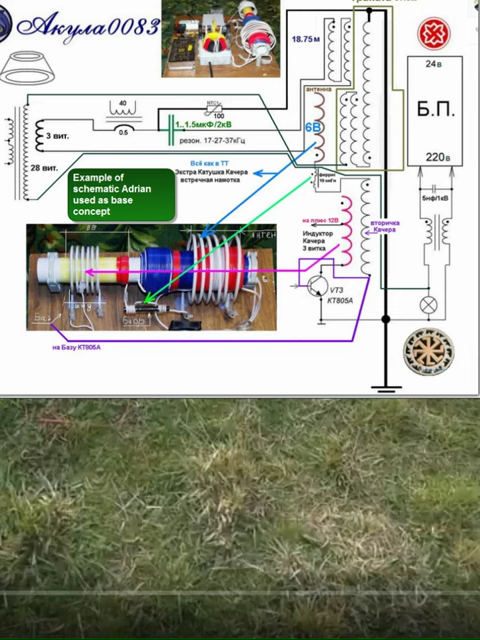 Акула0083
18.75м
24 в
Б.П.
220в
антенна
6В
40
0.5
100
1..1.5мкФ/2кВ
резон. 17-27-37кГц
3 вит.
28 вит.
Всё как в ТТ
Экстра Катушка Качера
встречная намотка
Example of
schematic Adrian
used as base
concept
5нф/1кВ
на плюс 12В
Индуктор
Качера
3 витка
вторичка
Качера
VT3
КТ805А
на Базу КТ805А